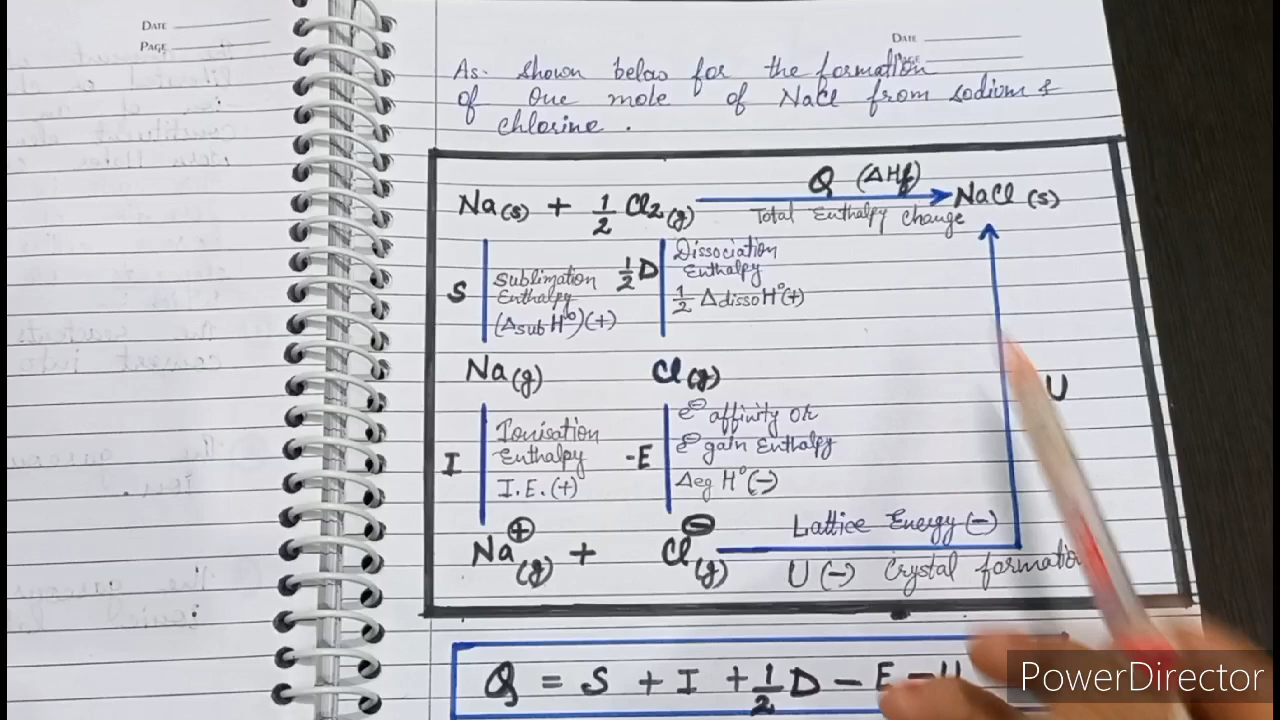 DATE
PAGE
DATE
As shown below for the formation
of one mole of NaCl from sodium &
chlorine.
Q (ΔHf)
Na(s) + 1/2 Cl2(g) NaCl (s)
Total Enthalpy change
S Sublimation Enthalpy (ΔsubH°)(+)
1/2 D Dissociation Enthalpy 1/2 ΔdissoH°(+)
Na(g) Cl(g)
U
I Ionisation Enthalpy I.E.(+)
-E e⊖ affinity or e⊖ gain Enthalpy ΔegH°(-)
Lattice Energy (-)
Na⊕(g) + Cl⊖(g)
U (-) Crystal formation
Q = S + I + 1/2 D - E - U
PowerDirector